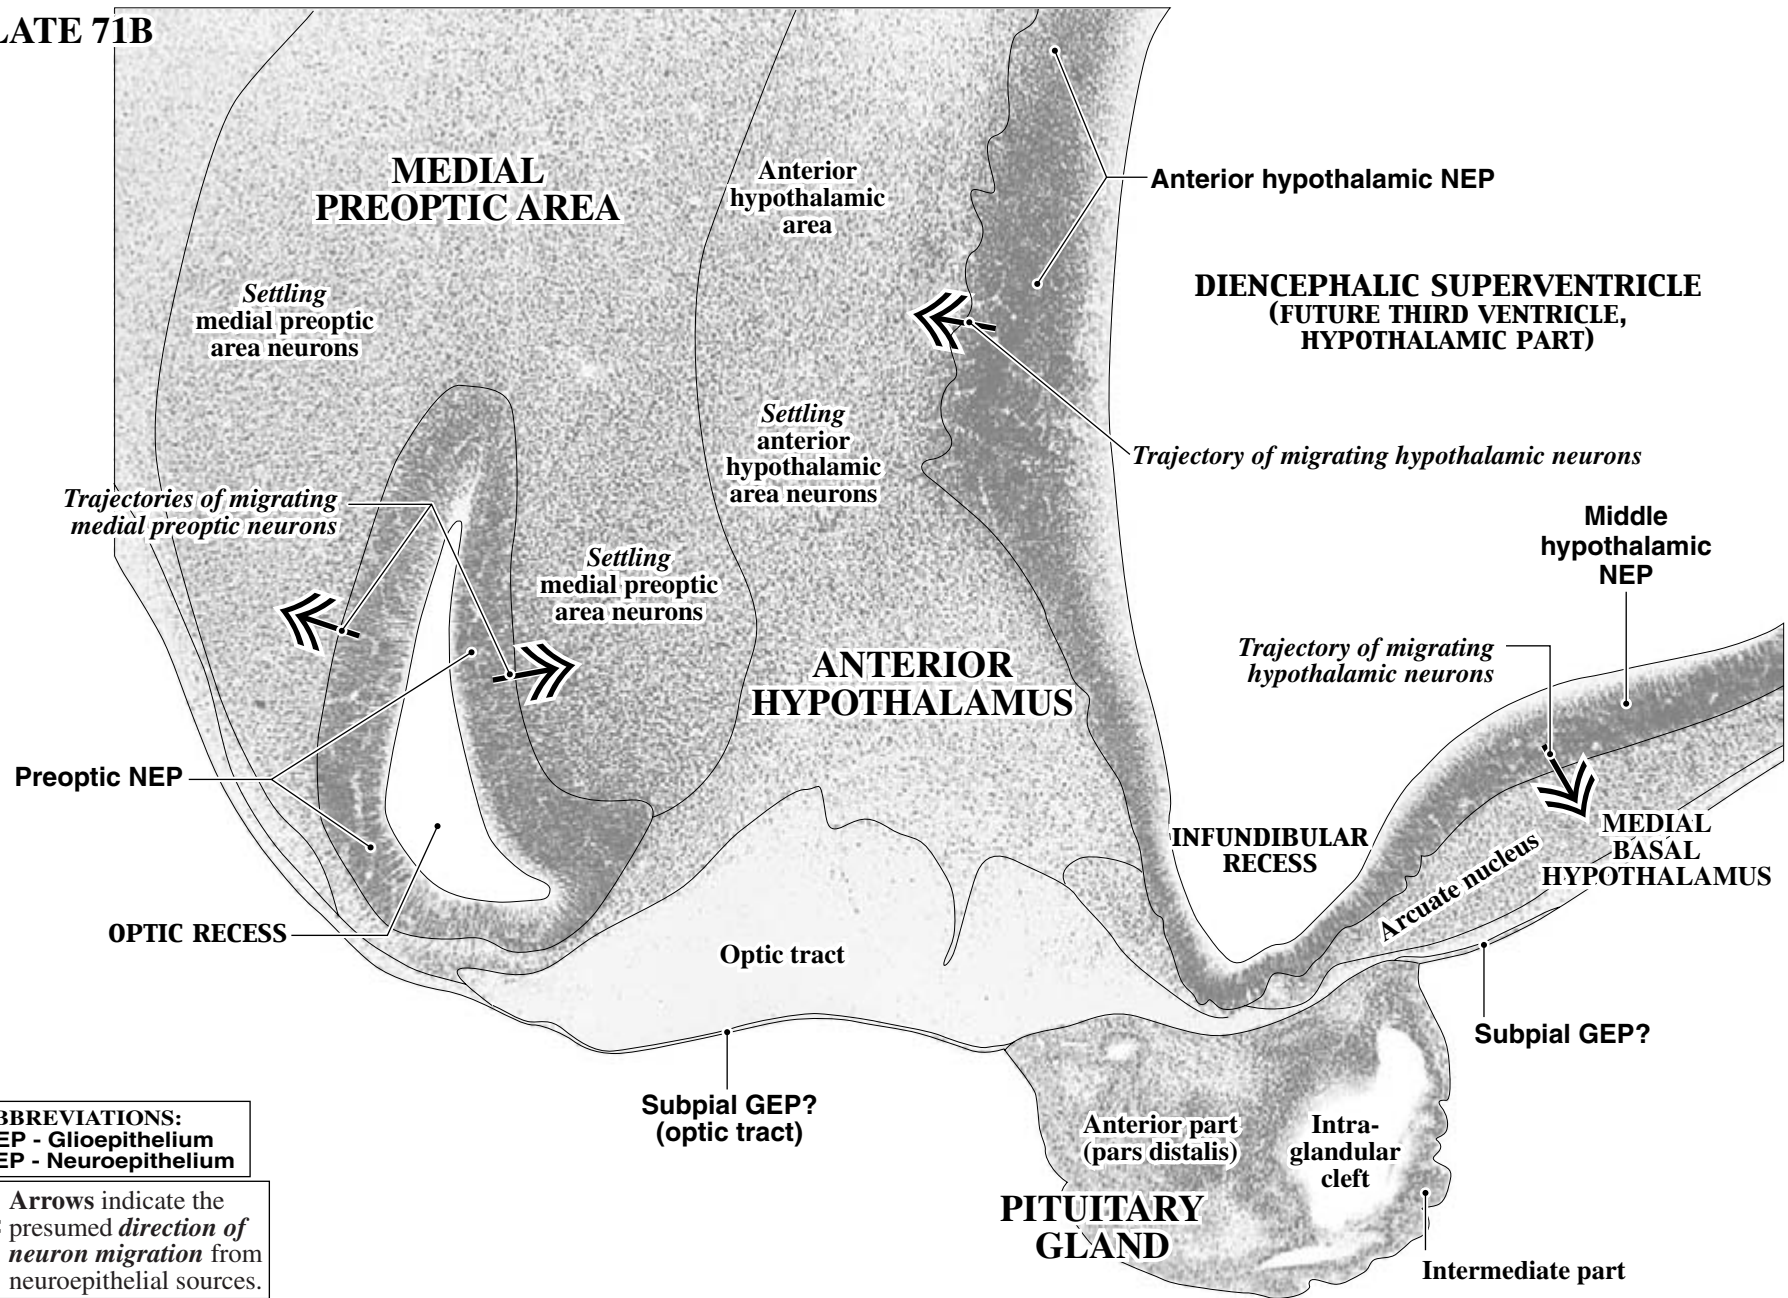 LATE 71B
MEDIAL
PREOPTIC AREA
Anterior
hypothalamic
area
Anterior hypothalamic NEP
DIENCEPHALIC SUPERVENTRICLE
(FUTURE THIRD VENTRICLE,
HYPOTHALAMIC PART)
Settling
medial preoptic
area neurons
Settling
anterior
hypothalamic
area neurons
Trajectory of migrating hypothalamic neurons
Trajectories of migrating
medial preoptic neurons
Settling
medial preoptic
area neurons
Middle
hypothalamic
NEP
Trajectory of migrating
hypothalamic neurons
ANTERIOR
HYPOTHALAMUS
Preoptic NEP
INFUNDIBULAR
RECESS
MEDIAL
BASAL
HYPOTHALAMUS
Arcuate nucleus
OPTIC RECESS
Optic tract
Subpial GEP?
Subpial GEP?
(optic tract)
Anterior part
(pars distalis)
Intra-
glandular
cleft
PITUITARY
GLAND
Intermediate part
BBREVIATIONS:
EP - Glioepithelium
EP - Neuroepithelium
Arrows indicate the
presumed direction of
neuron migration from
neuroepithelial sources.